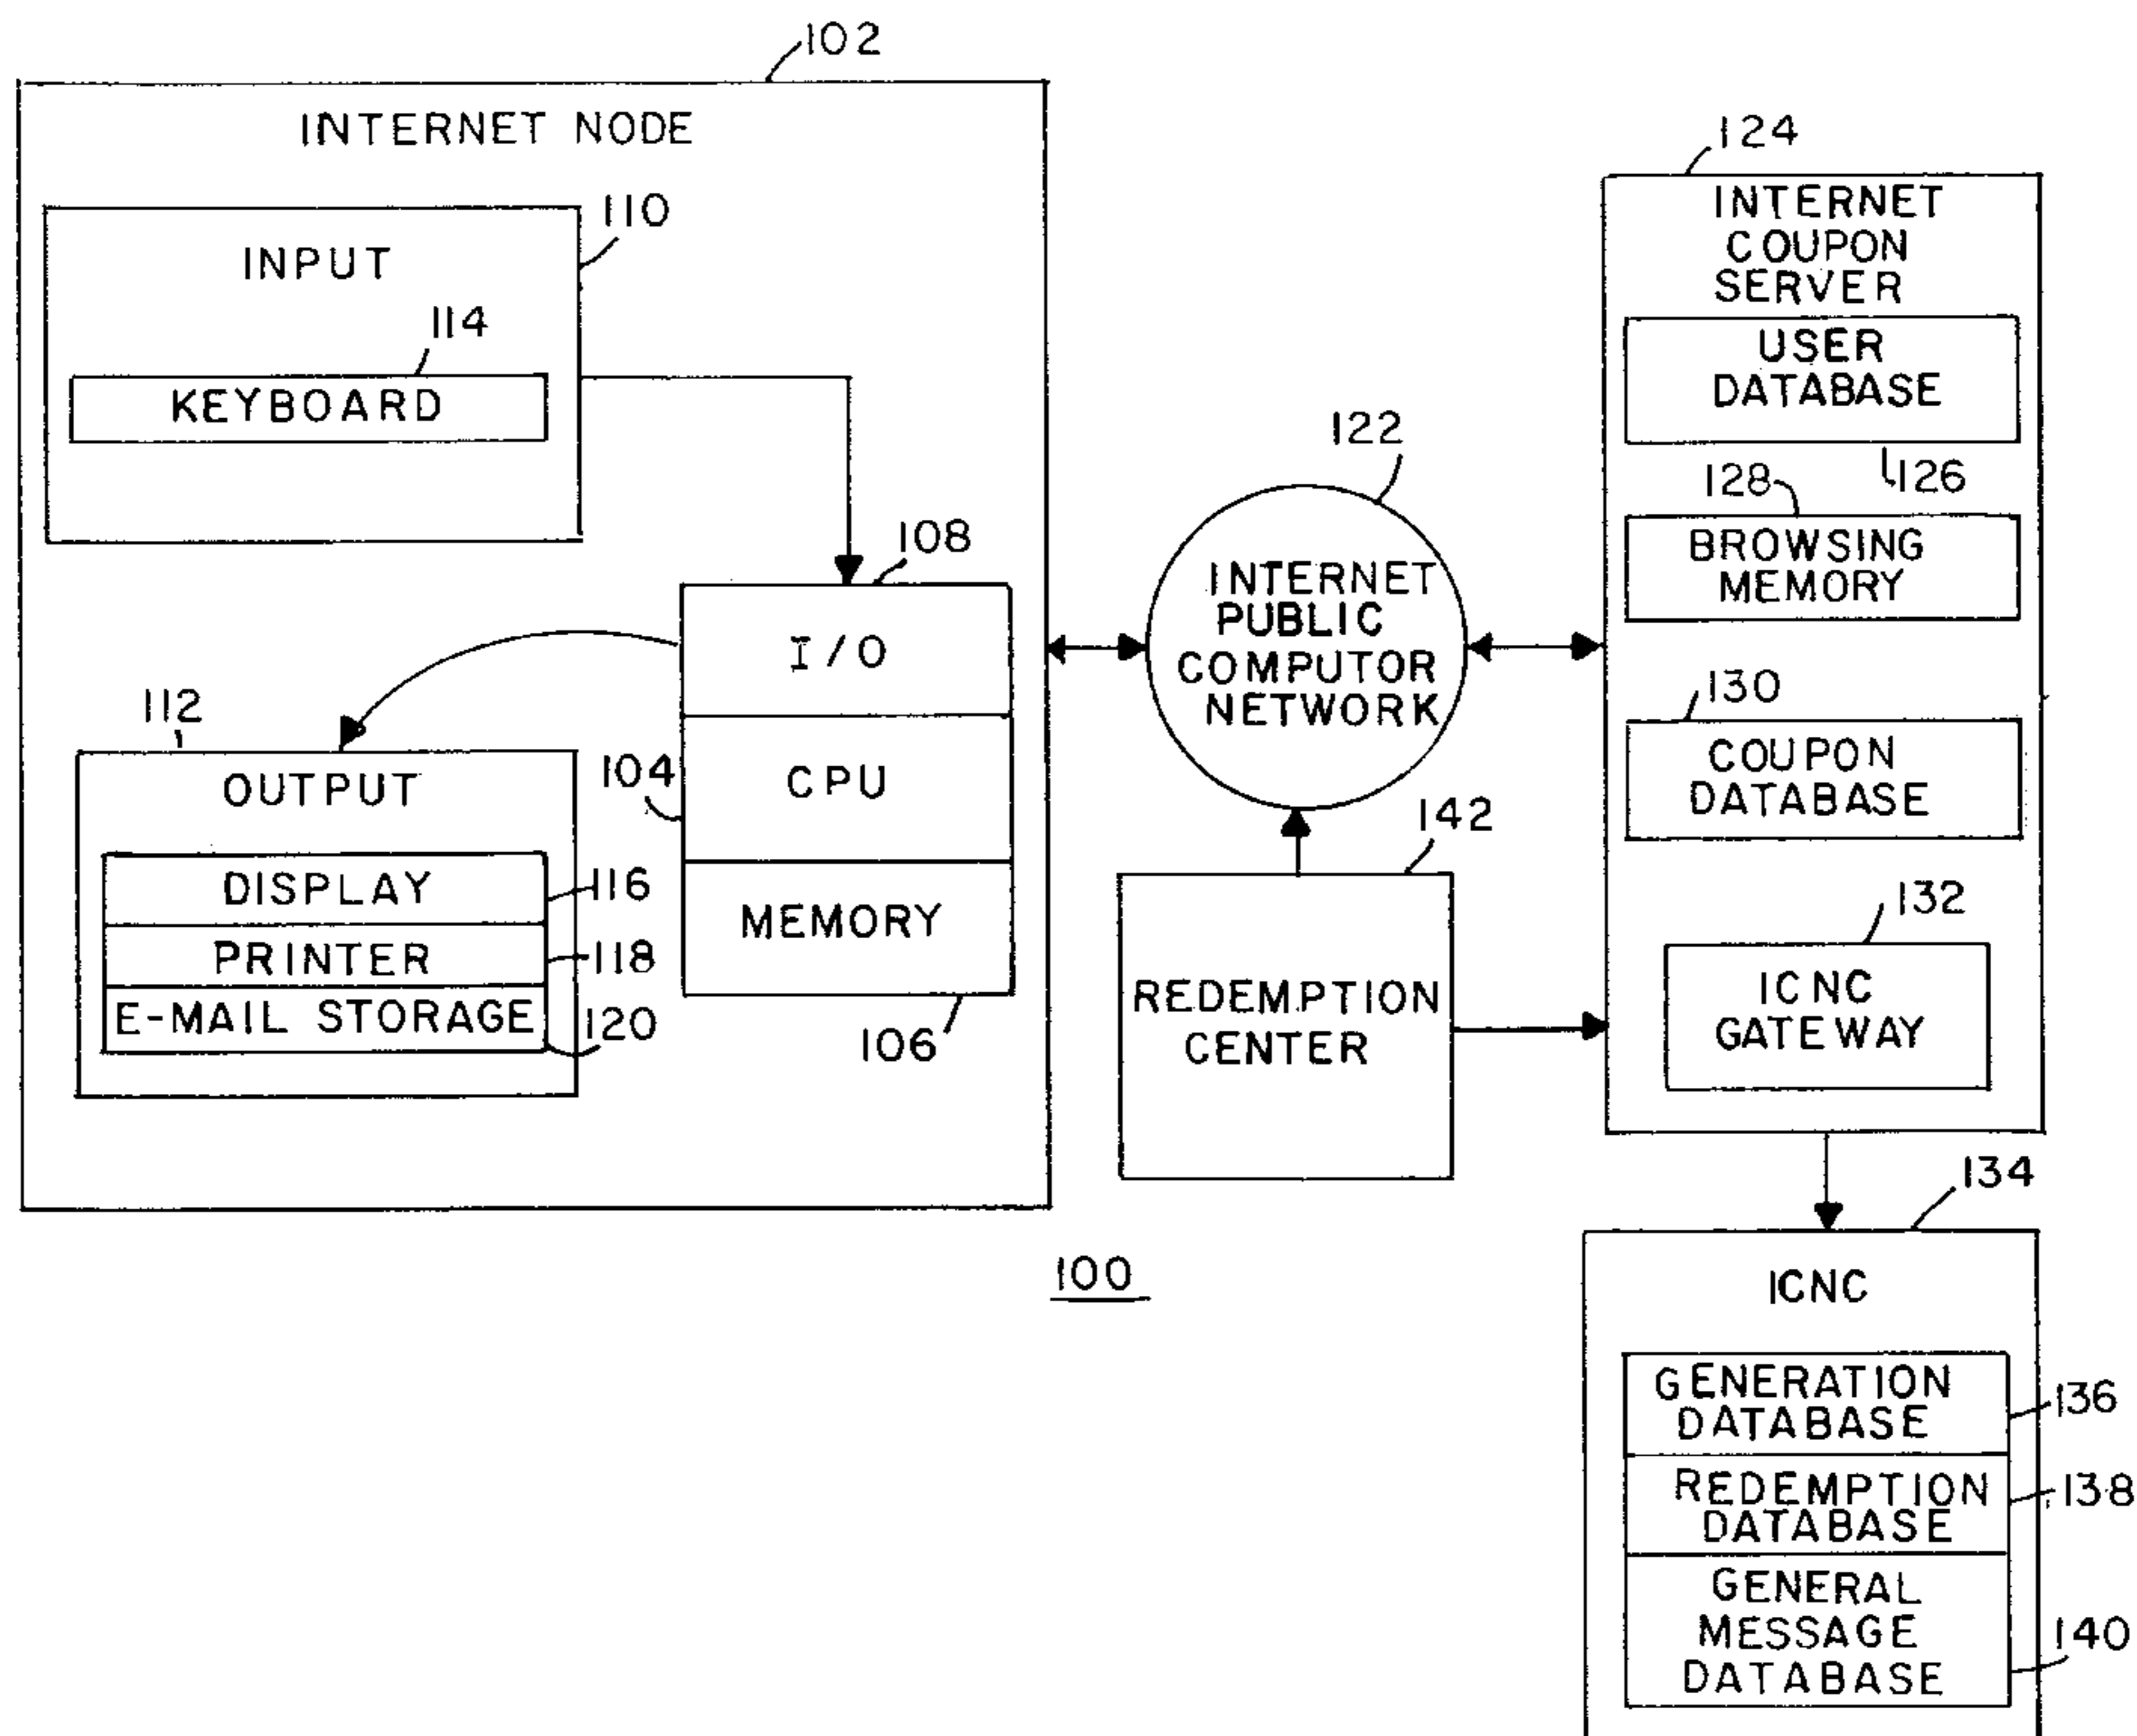 102
INTERNET NODE
110
INPUT
114
KEYBOARD
108
I/O
CPU
104
MEMORY
106
112
OUTPUT
DISPLAY
116
PRINTER
118
E-MAIL STORAGE
120
122
INTERNET
PUBLIC
COMPUTOR
NETWORK
142
REDEMPTION
CENTER
124
INTERNET
COUPON
SERVER
USER
DATABASE
126
128
BROWSING
MEMORY
130
COUPON
DATABASE
132
ICNC
GATEWAY
134
ICNC
GENERATION
DATABASE
136
REDEMPTION
DATABASE
138
GENERAL
MESSAGE
DATABASE
140
100